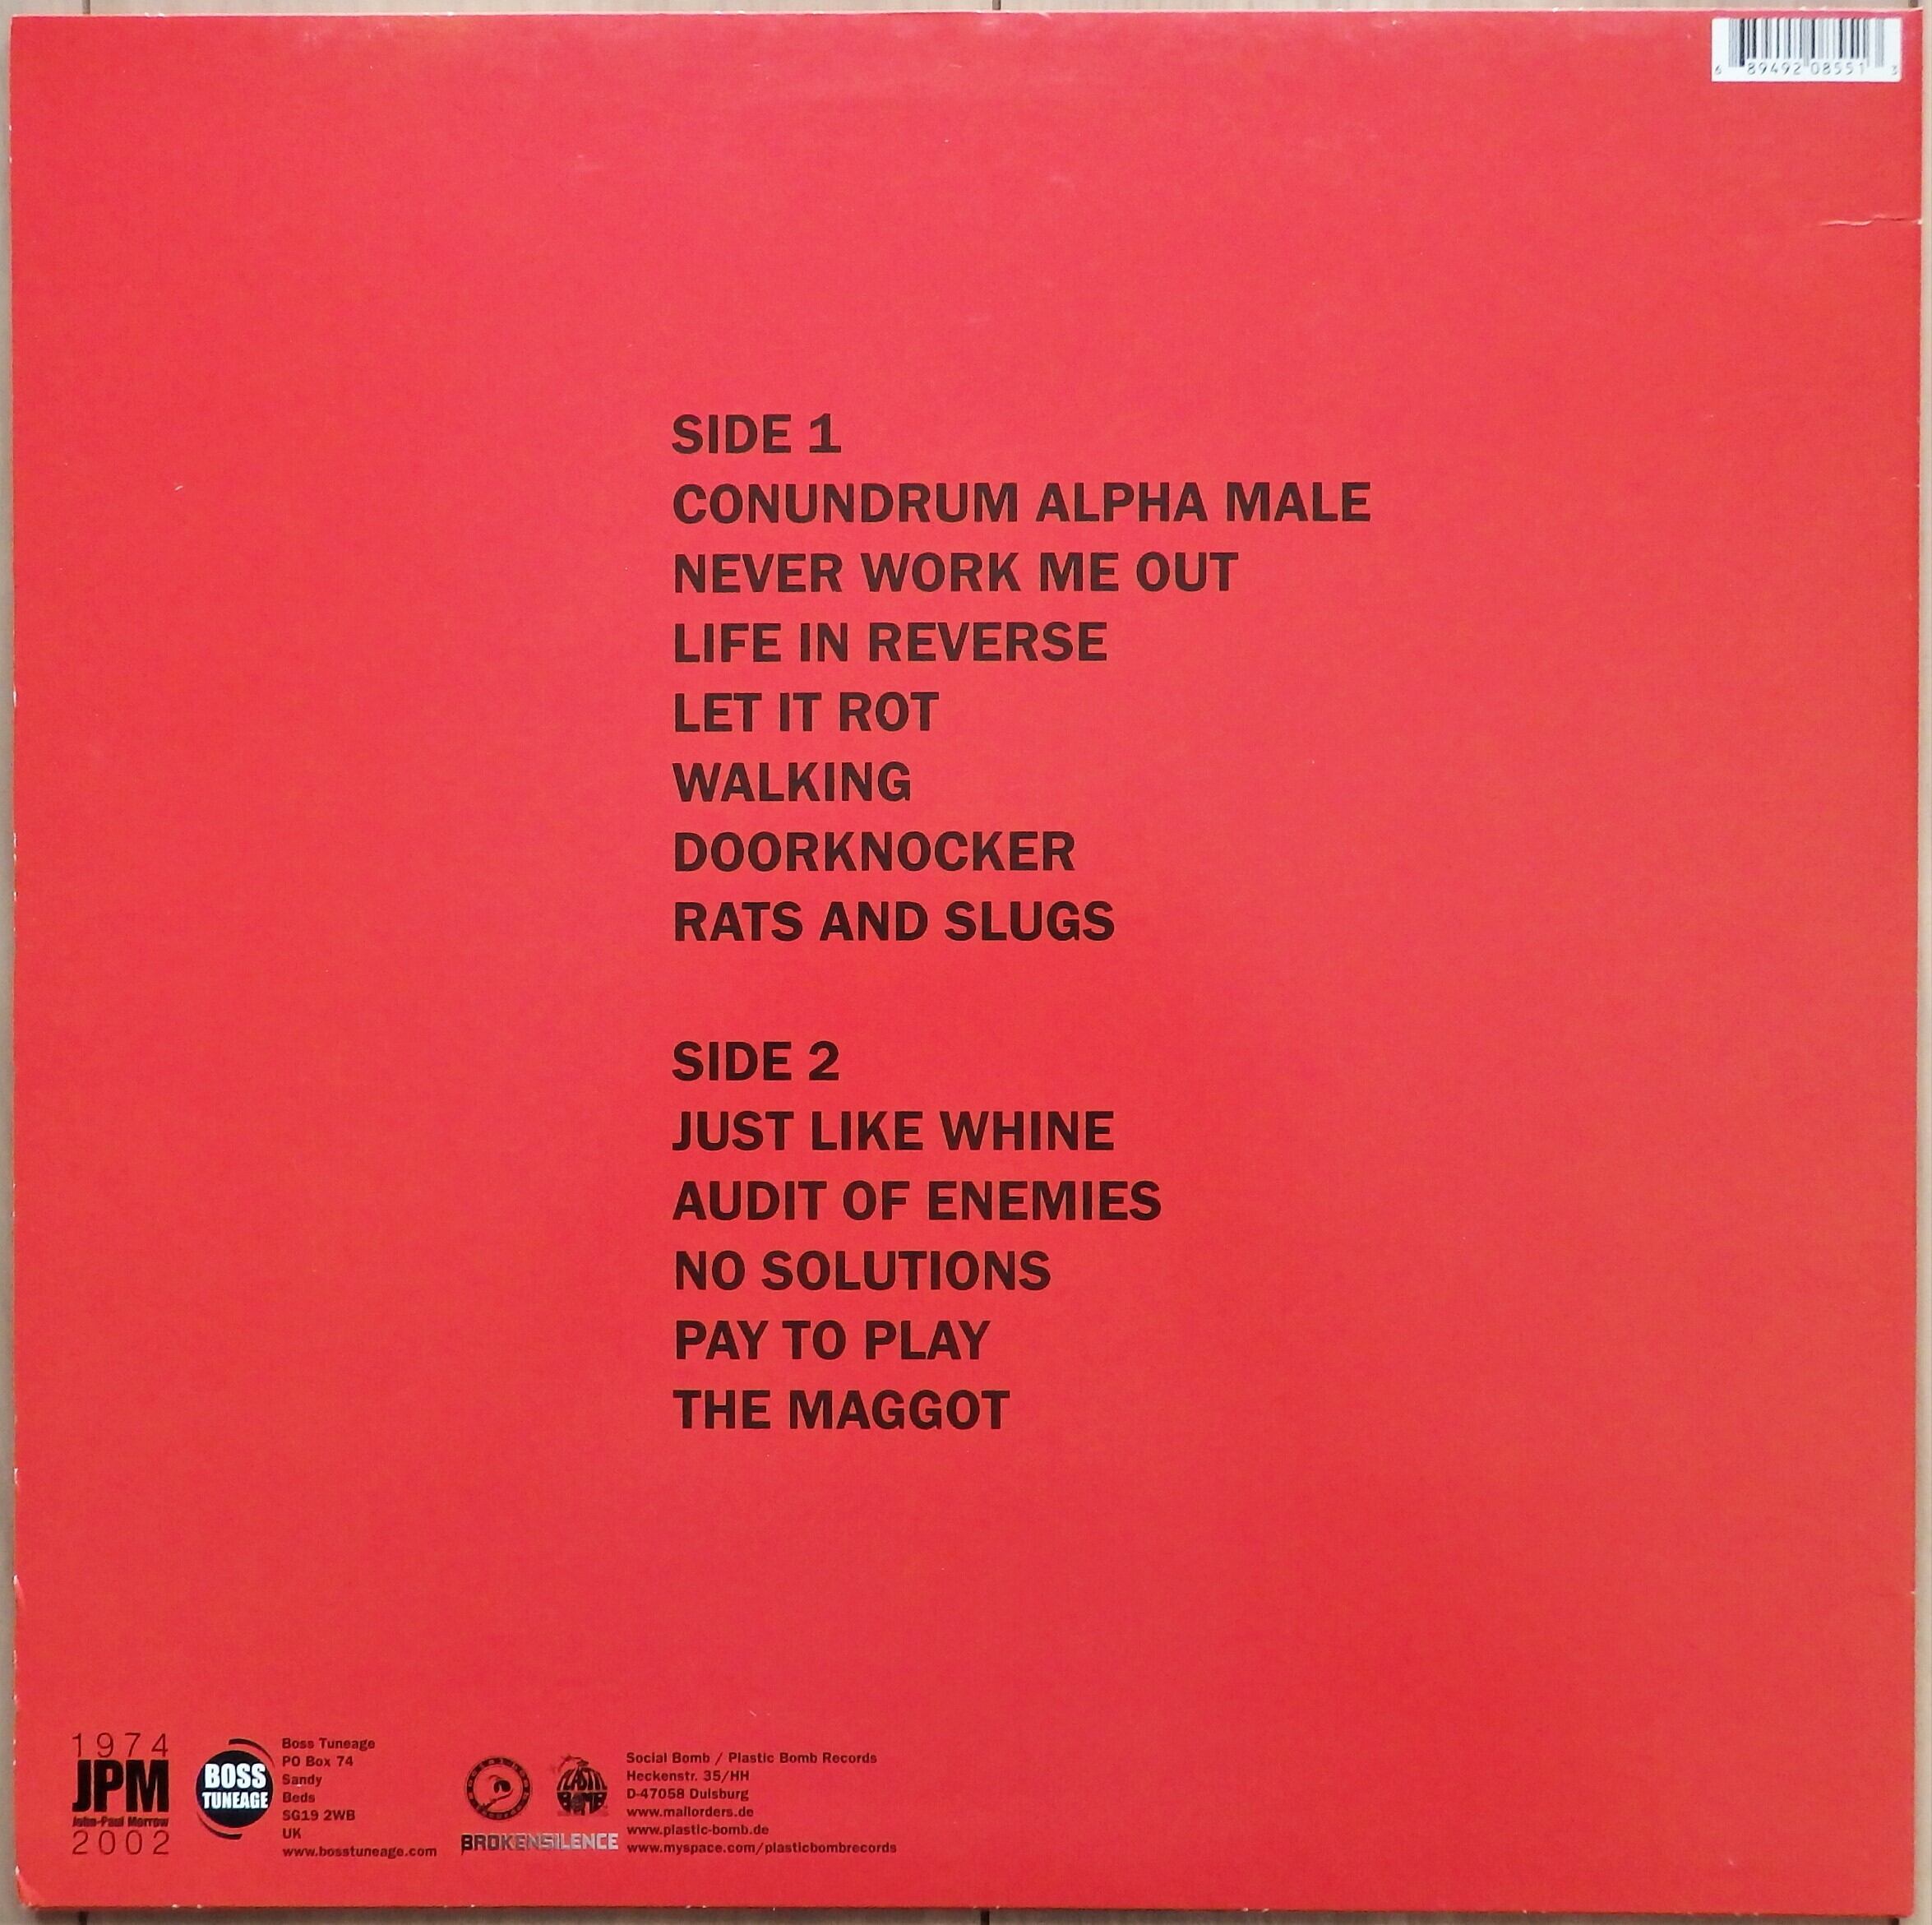 6 89492 08551 3
SIDE 1
CONUNDRUM ALPHA MALE
NEVER WORK ME OUT
LIFE IN REVERSE
LET IT ROT
WALKING
DOORKNOCKER
RATS AND SLUGS
SIDE 2
JUST LIKE WHINE
AUDIT OF ENEMIES
NO SOLUTIONS
PAY TO PLAY
THE MAGGOT
1974
JPM
John-Paul Morrow
2002
BOSS
TUNEAGE
Boss Tuneage
PO Box 74
Sandy
Beds
SG19 2WB
UK
www.bosstuneage.com
PLASTIC
BOMB
BROKENSILENCE
Social Bomb / Plastic Bomb Records
Heckenstr. 35/HH
D-47058 Duisburg
www.mailorders.de
www.plastic-bomb.de
www.myspace.com/plasticbombrecords